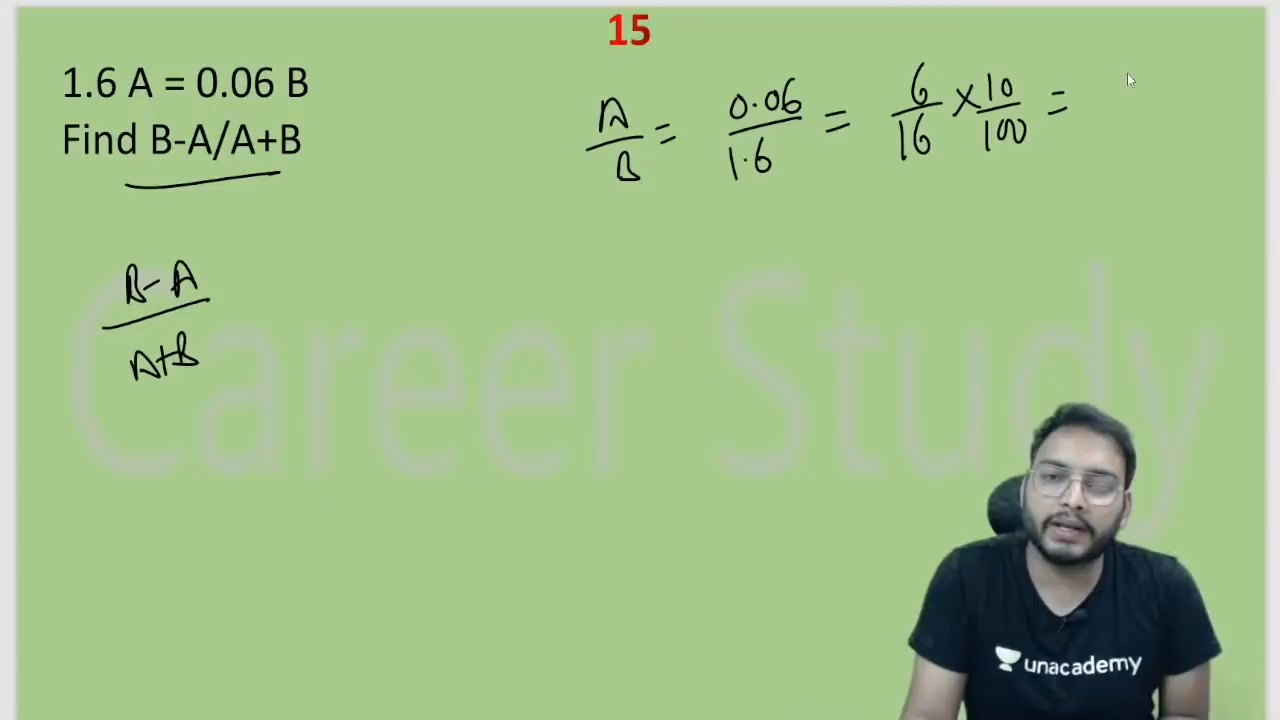 15
1.6 A = 0.06 B
Find B-A/A+B
A/B = 0.06/1.6 = 6/16 × 10/100 =
B-A
A+B
Career Study
unacademy